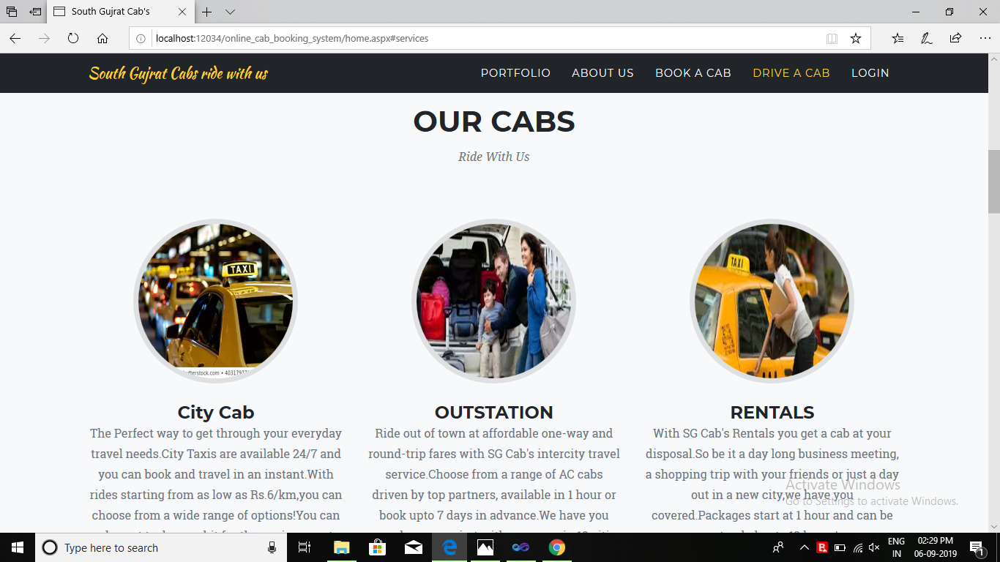 South Gujrat Cab's
localhost:12034/online_cab_booking_system/home.aspx#services
South Gujrat Cabs ride with us
PORTFOLIO ABOUT US BOOK A CAB DRIVE A CAB LOGIN
OUR CABS
Ride With Us
TAXI
TAXI
City Cab
The Perfect way to get through your everyday
travel needs.City Taxis are available 24/7 and
you can book and travel in an instant.With
rides starting from as low as Rs.6/km,you can
choose from a wide range of options!You can
OUTSTATION
Ride out of town at affordable one-way and
round-trip fares with SG Cab's intercity travel
service.Choose from a range of AC cabs
driven by top partners, available in 1 hour or
book upto 7 days in advance.We have you
RENTALS
With SG Cab's Rentals you get a cab at your
disposal.So be it a day long business meeting,
a shopping trip with your friends or just a day
out in a new city,we have you
covered.Packages start at 1 hour and can be
Activate Windows
Go to Settings to activate Windows.
Type here to search
ENG
IN
02:29 PM
06-09-2019
1